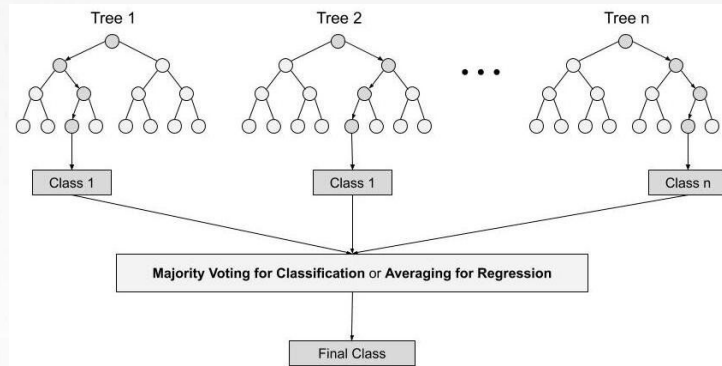 Tree 1
Tree 2
Tree n
Class 1
Class 1
Class n
Majority Voting for Classification or Averaging for Regression
Final Class